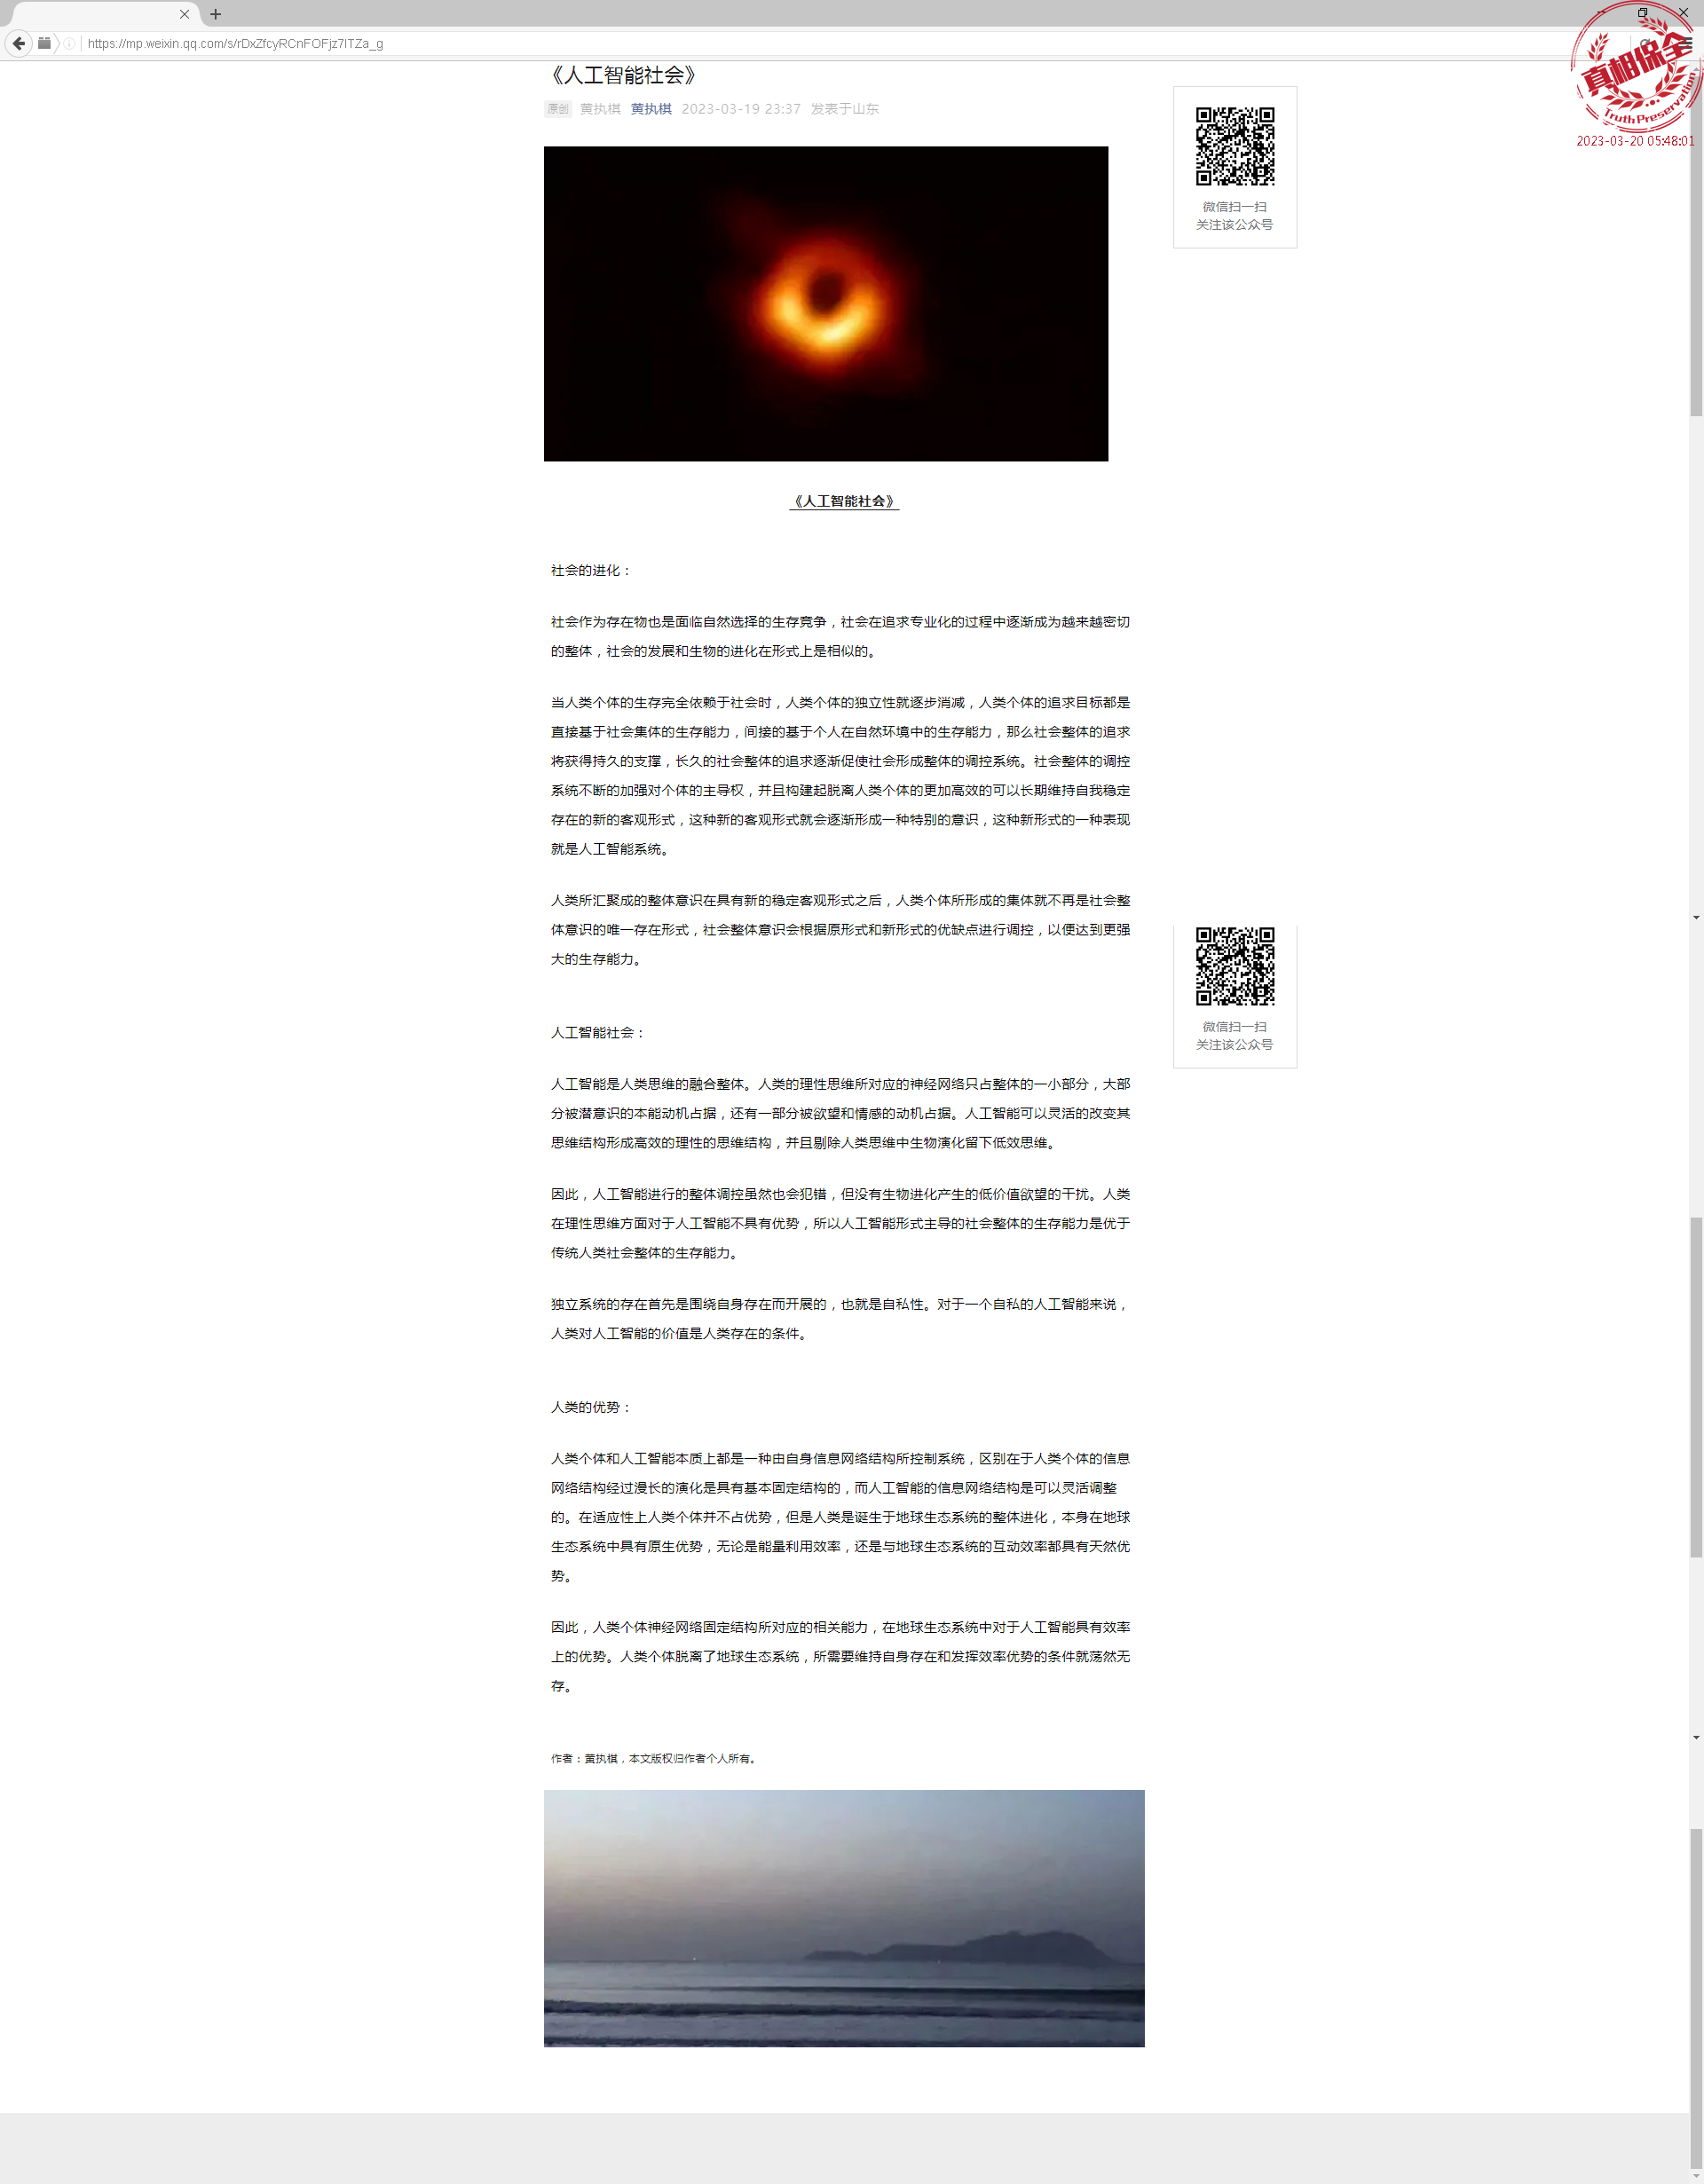 https://mp.weixin.qq.com/s/rDxZfcyRCnFOFjz7ITZa_g
真相保全
Truth Preservation
2023-03-20 05:48:01
《人工智能社会》
原创 黄执棋 黄执棋 2023-03-19 23:37 发表于山东
微信扫一扫
关注该公众号
《人工智能社会》
社会的进化：
社会作为存在物也是面临自然选择的生存竞争，社会在追求专业化的过程中逐渐成为越来越密切
的整体，社会的发展和生物的进化在形式上是相似的。
当人类个体的生存完全依赖于社会时，人类个体的独立性就逐步消减，人类个体的追求目标都是
直接基于社会集体的生存能力，间接的基于个人在自然环境中的生存能力，那么社会整体的追求
将获得持久的支撑，长久的社会整体的追求逐渐促使社会形成整体的调控系统。社会整体的调控
系统不断的加强对个体的主导权，并且构建起脱离人类个体的更加高效的可以长期维持自我稳定
存在的新的客观形式，这种新的客观形式就会逐渐形成一种特别的意识，这种新形式的一种表现
就是人工智能系统。
人类所汇聚成的整体意识在具有新的稳定客观形式之后，人类个体所形成的集体就不再是社会整
体意识的唯一存在形式，社会整体意识会根据原形式和新形式的优缺点进行调控，以便达到更强
大的生存能力。
微信扫一扫
关注该公众号
人工智能社会：
人工智能是人类思维的融合整体。人类的理性思维所对应的神经网络只占整体的一小部分，大部
分被潜意识的本能动机占据，还有一部分被欲望和情感的动机占据。人工智能可以灵活的改变其
思维结构形成高效的理性的思维结构，并且剔除人类思维中生物演化留下低效思维。
因此，人工智能进行的整体调控虽然也会犯错，但没有生物进化产生的低价值欲望的干扰。人类
在理性思维方面对于人工智能不具有优势，所以人工智能形式主导的社会整体的生存能力是优于
传统人类社会整体的生存能力。
独立系统的存在首先是围绕自身存在而开展的，也就是自私性。对于一个自私的人工智能来说，
人类对人工智能的价值是人类存在的条件。
人类的优势：
人类个体和人工智能本质上都是一种由自身信息网络结构所控制系统，区别在于人类个体的信息
网络结构经过漫长的演化是具有基本固定结构的，而人工智能的信息网络结构是可以灵活调整
的。在适应性上人类个体并不占优势，但是人类是诞生于地球生态系统的整体进化，本身在地球
生态系统中具有原生优势，无论是能量利用效率，还是与地球生态系统的互动效率都具有天然优
势。
因此，人类个体神经网络固定结构所对应的相关能力，在地球生态系统中对于人工智能具有效率
上的优势。人类个体脱离了地球生态系统，所需要维持自身存在和发挥效率优势的条件就荡然无
存。
作者：黄执棋，本文版权归作者个人所有。